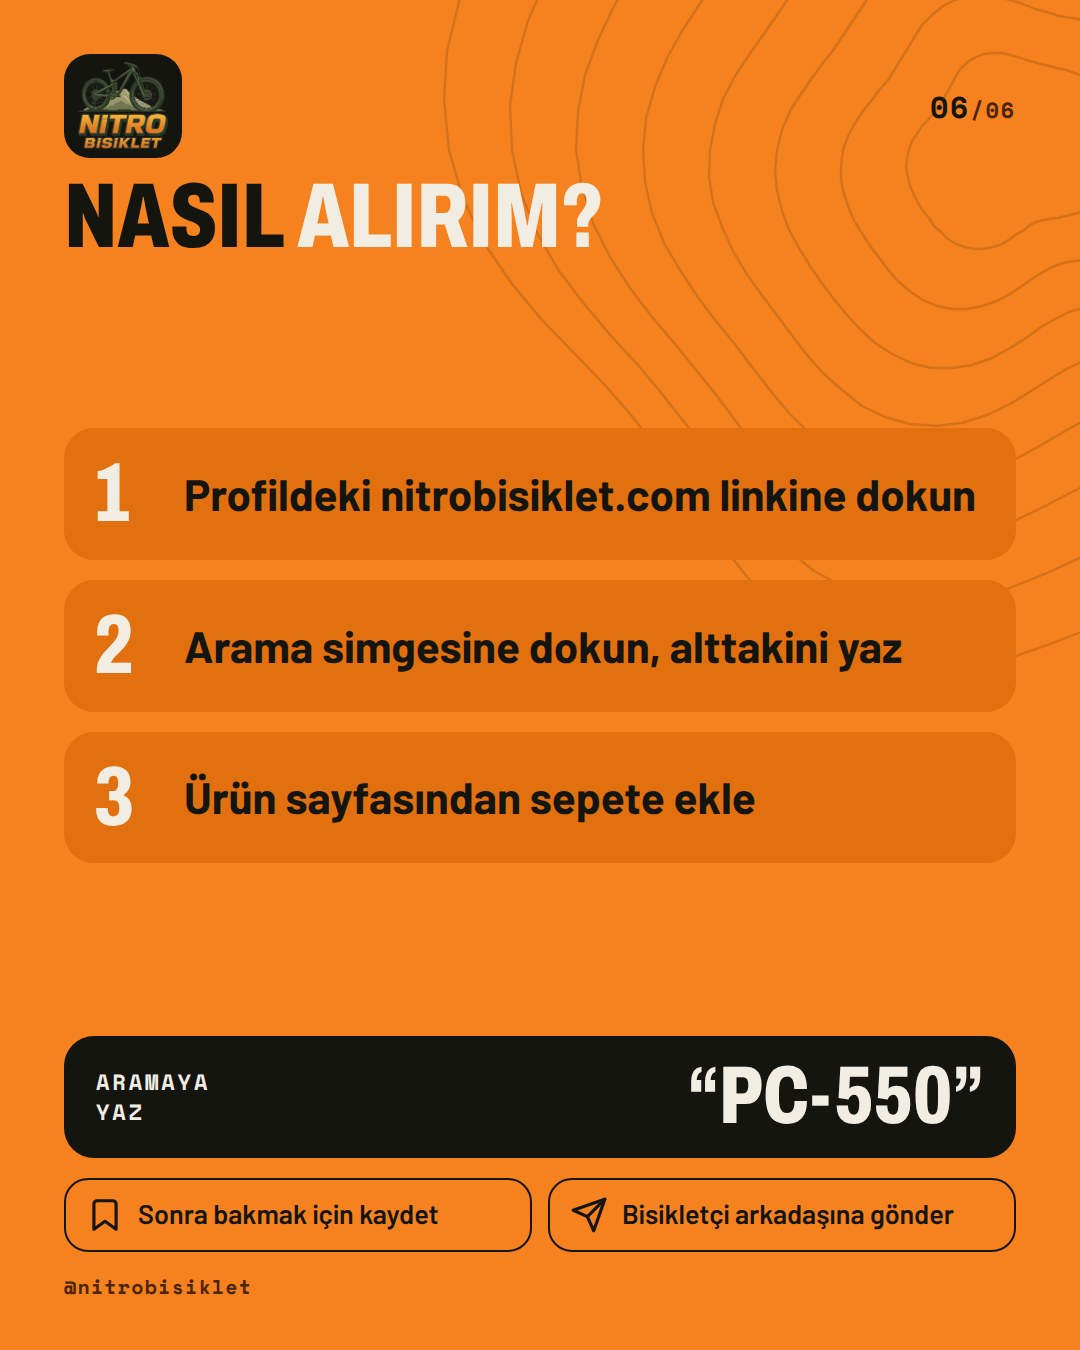 NITRO
BISIKLET
06/06
NASIL ALIRIM?
1 Profildeki nitrobisiklet.com linkine dokun
2 Arama simgesine dokun, alttakini yaz
3 Ürün sayfasından sepete ekle
ARAMAYA
YAZ
“PC-550”
Sonra bakmak için kaydet
Bisikletçi arkadaşına gönder
@nitrobisiklet